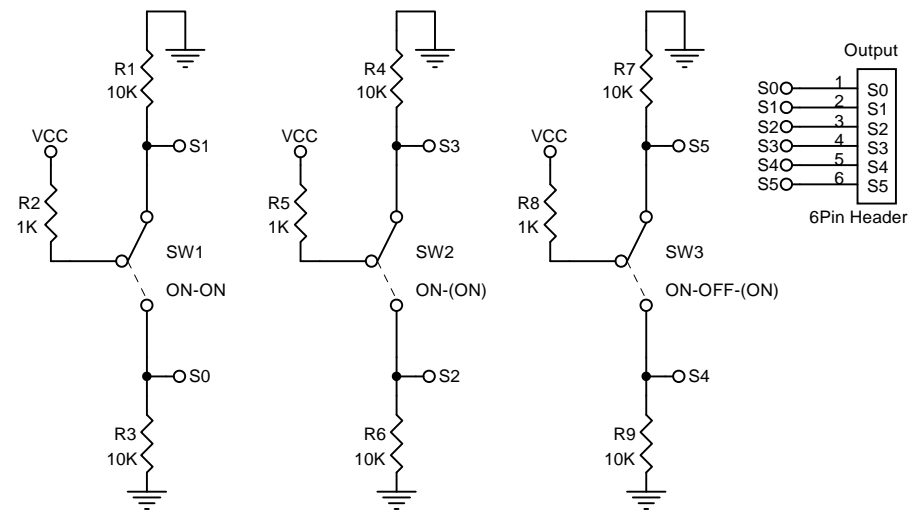 R1
10K
S1
VCC
R2
1K
SW1
ON-ON
S0
R3
10K
R4
10K
S3
VCC
R5
1K
SW2
ON-(ON)
S2
R6
10K
R7
10K
S5
VCC
R8
1K
SW3
ON-OFF-(ON)
S4
R9
10K
Output
S0 1 S0
S1 2 S1
S2 3 S2
S3 4 S3
S4 5 S4
S5 6 S5
6Pin Header